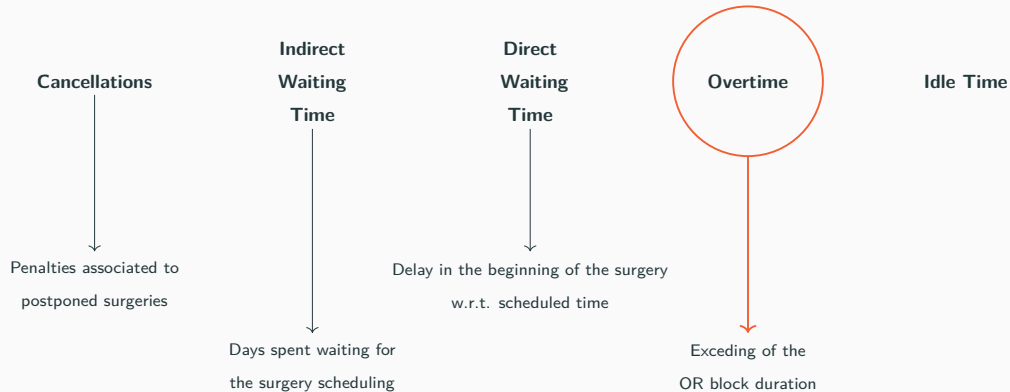 Cancellations
Indirect
Waiting
Time
Direct
Waiting
Time
Overtime
Idle Time
Penalties associated to
postponed surgeries
Days spent waiting for
the surgery scheduling
Delay in the beginning of the surgery
w.r.t. scheduled time
Exceding of the
OR block duration